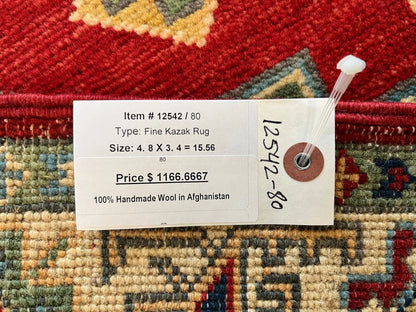 Item # 12542 / 80
Type: Fine Kazak Rug
Size: 4. 8 X 3. 4 = 15.56
80
Price $ 1166.6667
100% Handmade Wool in Afghanistan
12542-80